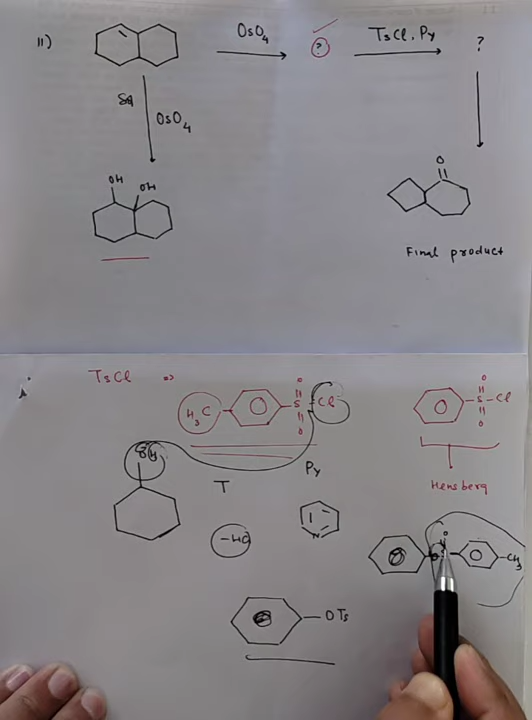 11)
OsO4
?
TsCl, Py
?
OsO4
OH
OH
O
Final product
TsCl ⇒
H3C
S
Cl
O
O
S
Cl
O
O
Hensberg
Py
T
-HCl
N
O
CH3
OTs